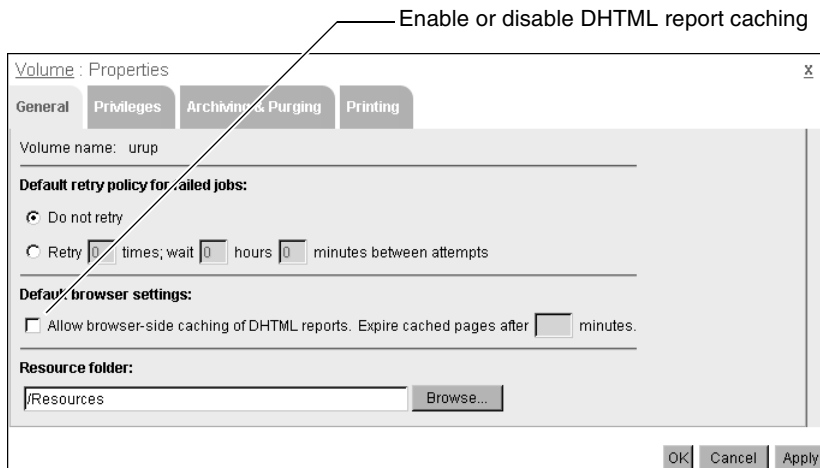 Enable or disable DHTML report caching
Volume : Properties x
General Privileges Archiving & Purging Printing
Volume name: urup
Default retry policy for failed jobs:
Do not retry
Retry 0 times; wait 0 hours 0 minutes between attempts
Default browser settings:
Allow browser-side caching of DHTML reports. Expire cached pages after minutes.
Resource folder:
/Resources Browse...
OK Cancel Apply